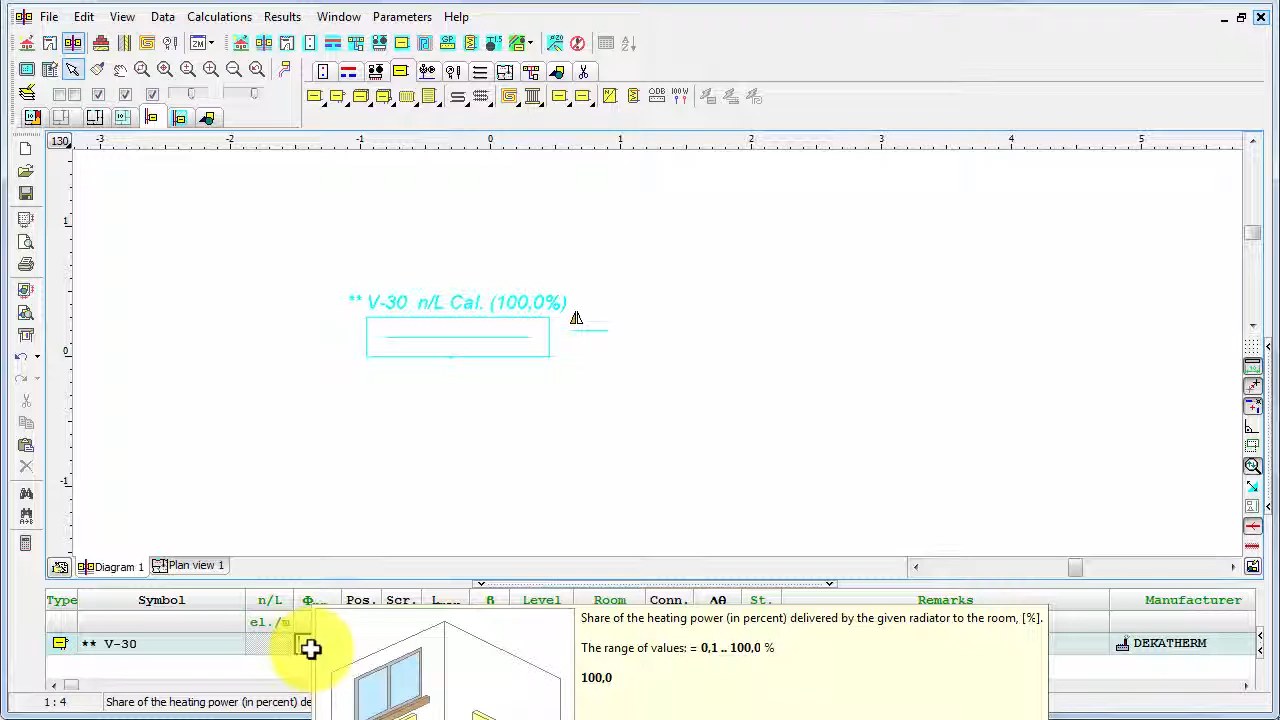 File Edit View Data Calculations Results Window Parameters Help
130 -3 -2 -1 0 1 2 3 4 5
1
** V-30 n/L Cal. (100,0%)
0
-1
Diagram 1 Plan view 1
Type Symbol n/L Pos. Scr. Level Room Conn. Δθ St. Remarks Manufacturer
el./m
** V-30 DEKATHERM
Share of the heating power (in percent) delivered by the given radiator to the room, [%].
The range of values: = 0,1 .. 100,0 %
100,0
1 : 4 Share of the heating power (in percent) de